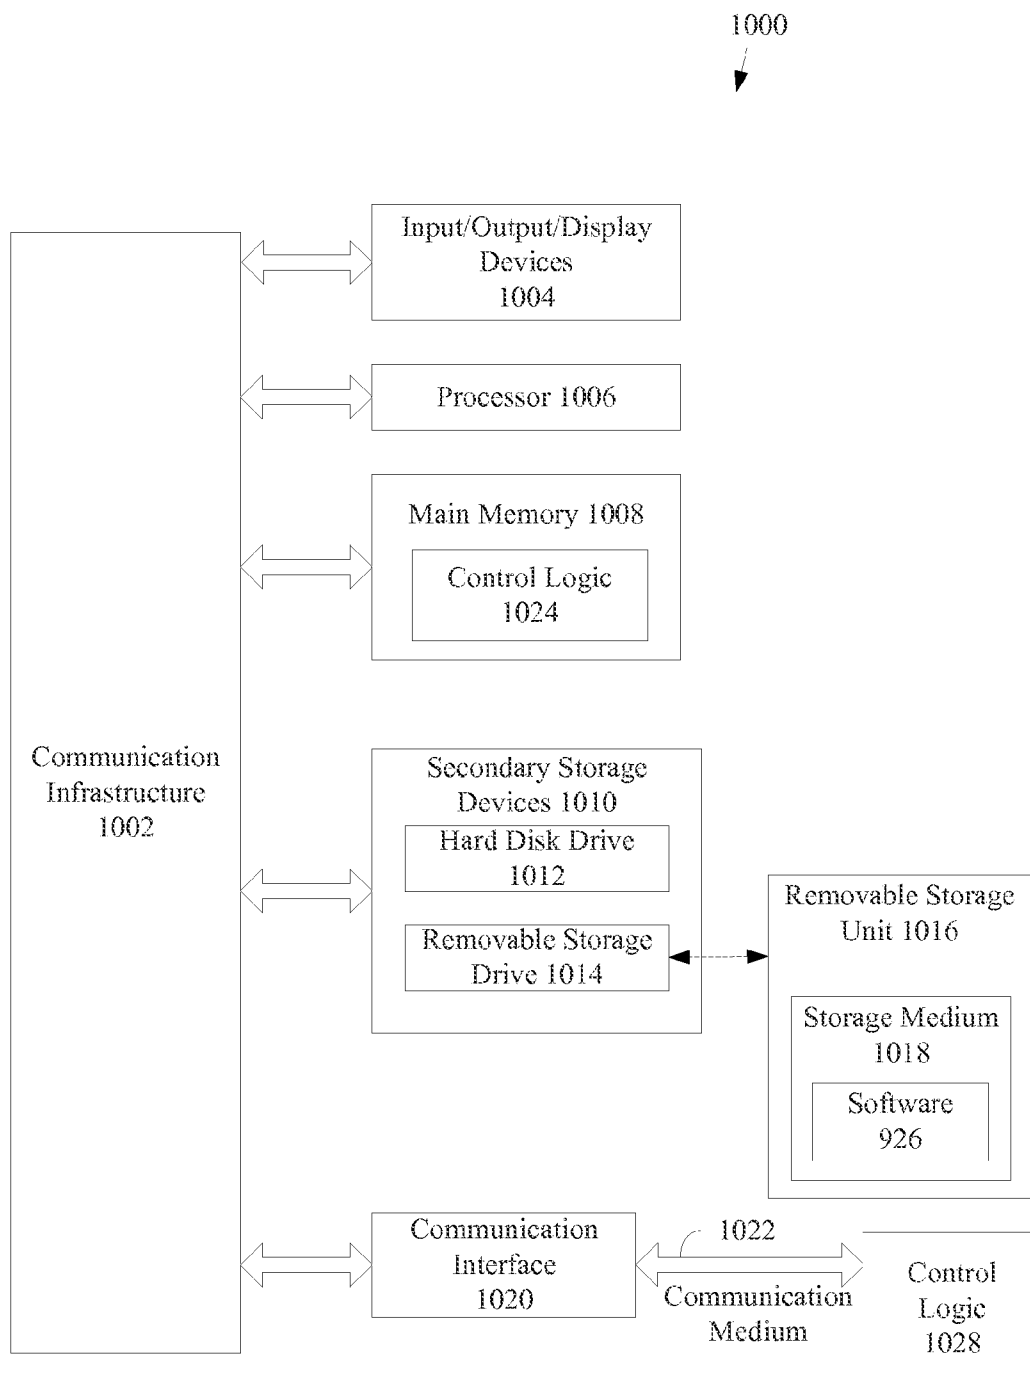 1000
Input/Output/Display
Devices
1004
Processor 1006
Main Memory 1008
Control Logic
1024
Communication
Infrastructure
1002
Secondary Storage
Devices 1010
Hard Disk Drive
1012
Removable Storage
Drive 1014
Removable Storage
Unit 1016
Storage Medium
1018
Software
926
Communication
Interface
1020
1022
Communication
Medium
Control
Logic
1028